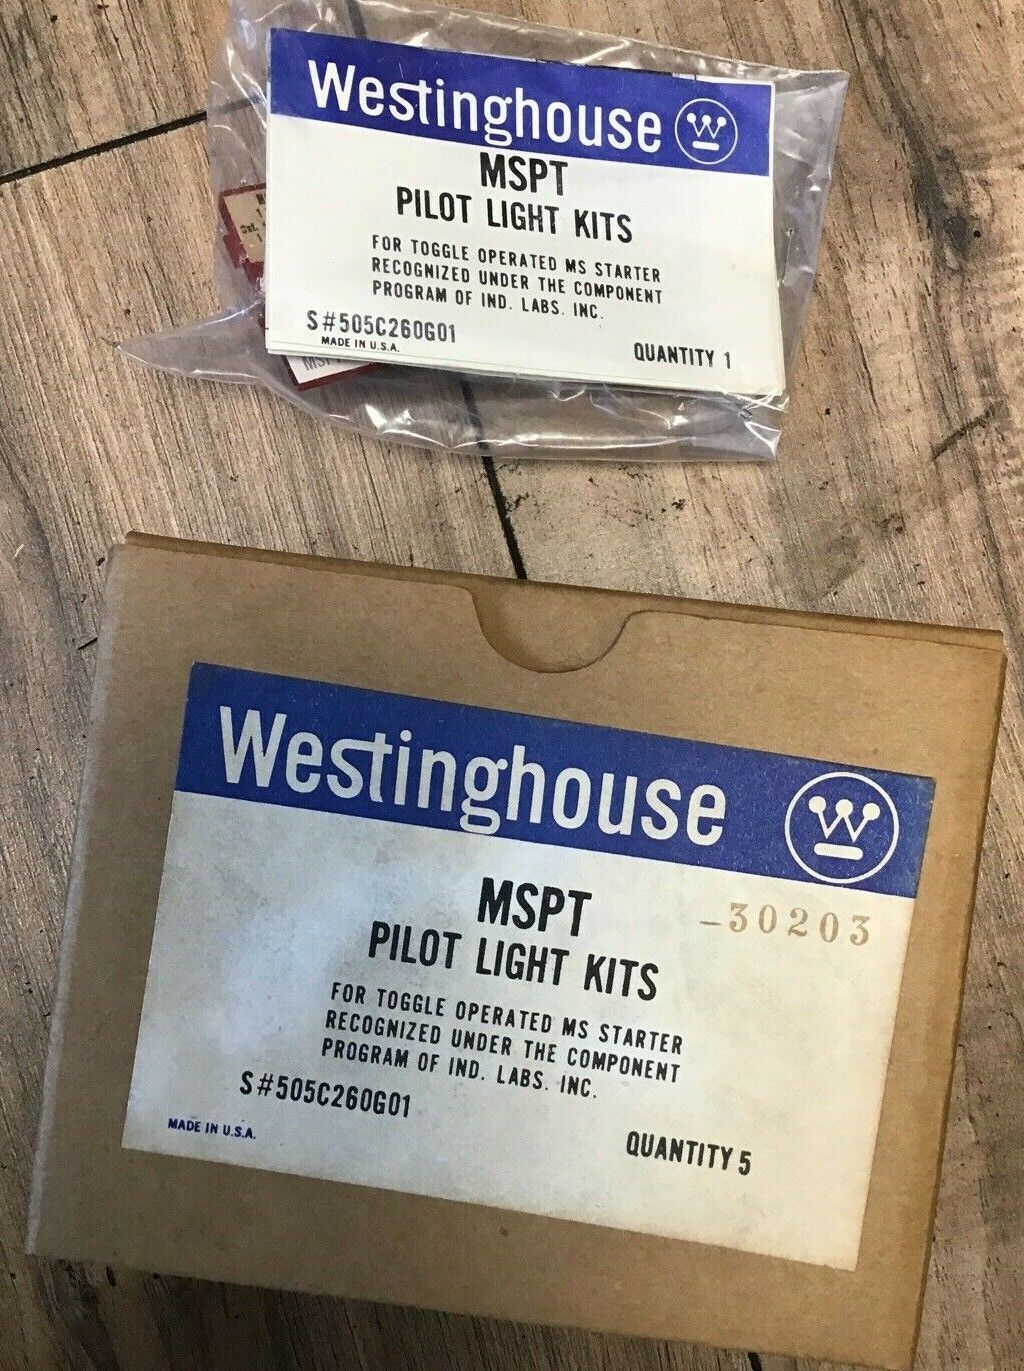 Westinghouse W
MSPT
PILOT LIGHT KITS
FOR TOGGLE OPERATED MS STARTER
RECOGNIZED UNDER THE COMPONENT
PROGRAM OF IND. LABS. INC.
S#505C260G01
MADE IN U.S.A.
QUANTITY 1
Westinghouse W
MSPT
-30203
PILOT LIGHT KITS
FOR TOGGLE OPERATED MS STARTER
RECOGNIZED UNDER THE COMPONENT
PROGRAM OF IND. LABS. INC.
S#505C260G01
MADE IN U.S.A.
QUANTITY 5